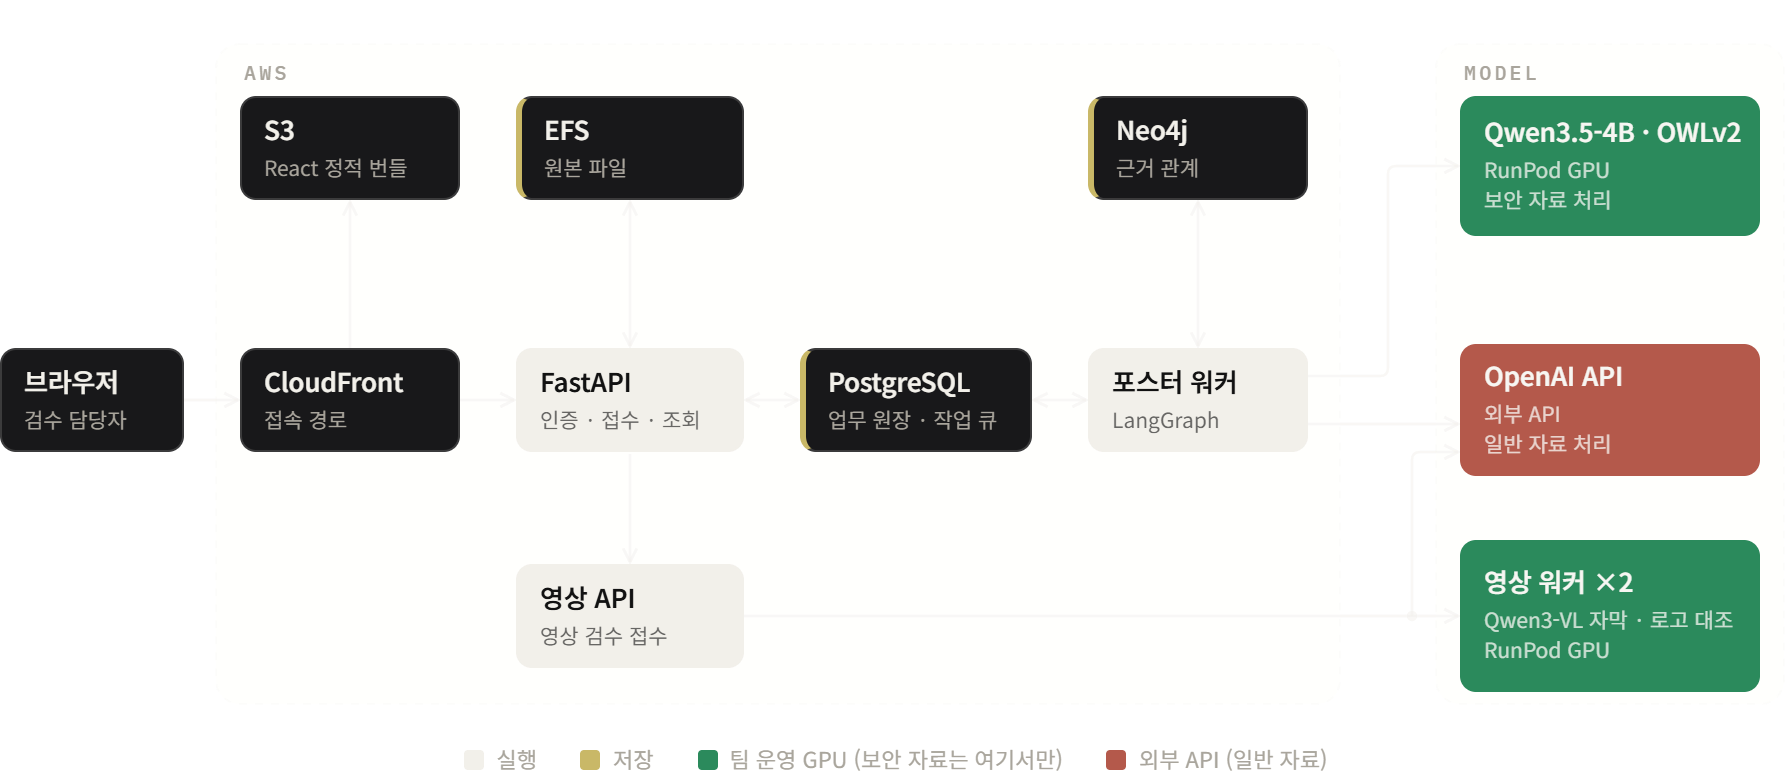 AWS
MODEL
S3
React 정적 번들
EFS
원본 파일
Neo4j
근거 관계
Qwen3.5-4B · OWLv2
RunPod GPU
보안 자료 처리
브라우저
검수 담당자
CloudFront
접속 경로
FastAPI
인증 · 접수 · 조회
PostgreSQL
업무 원장 · 작업 큐
포스터 워커
LangGraph
OpenAI API
외부 API
일반 자료 처리
영상 API
영상 검수 접수
영상 워커 ×2
Qwen3-VL 자막 · 로고 대조
RunPod GPU
실행
저장
팀 운영 GPU (보안 자료는 여기서만)
외부 API (일반 자료)